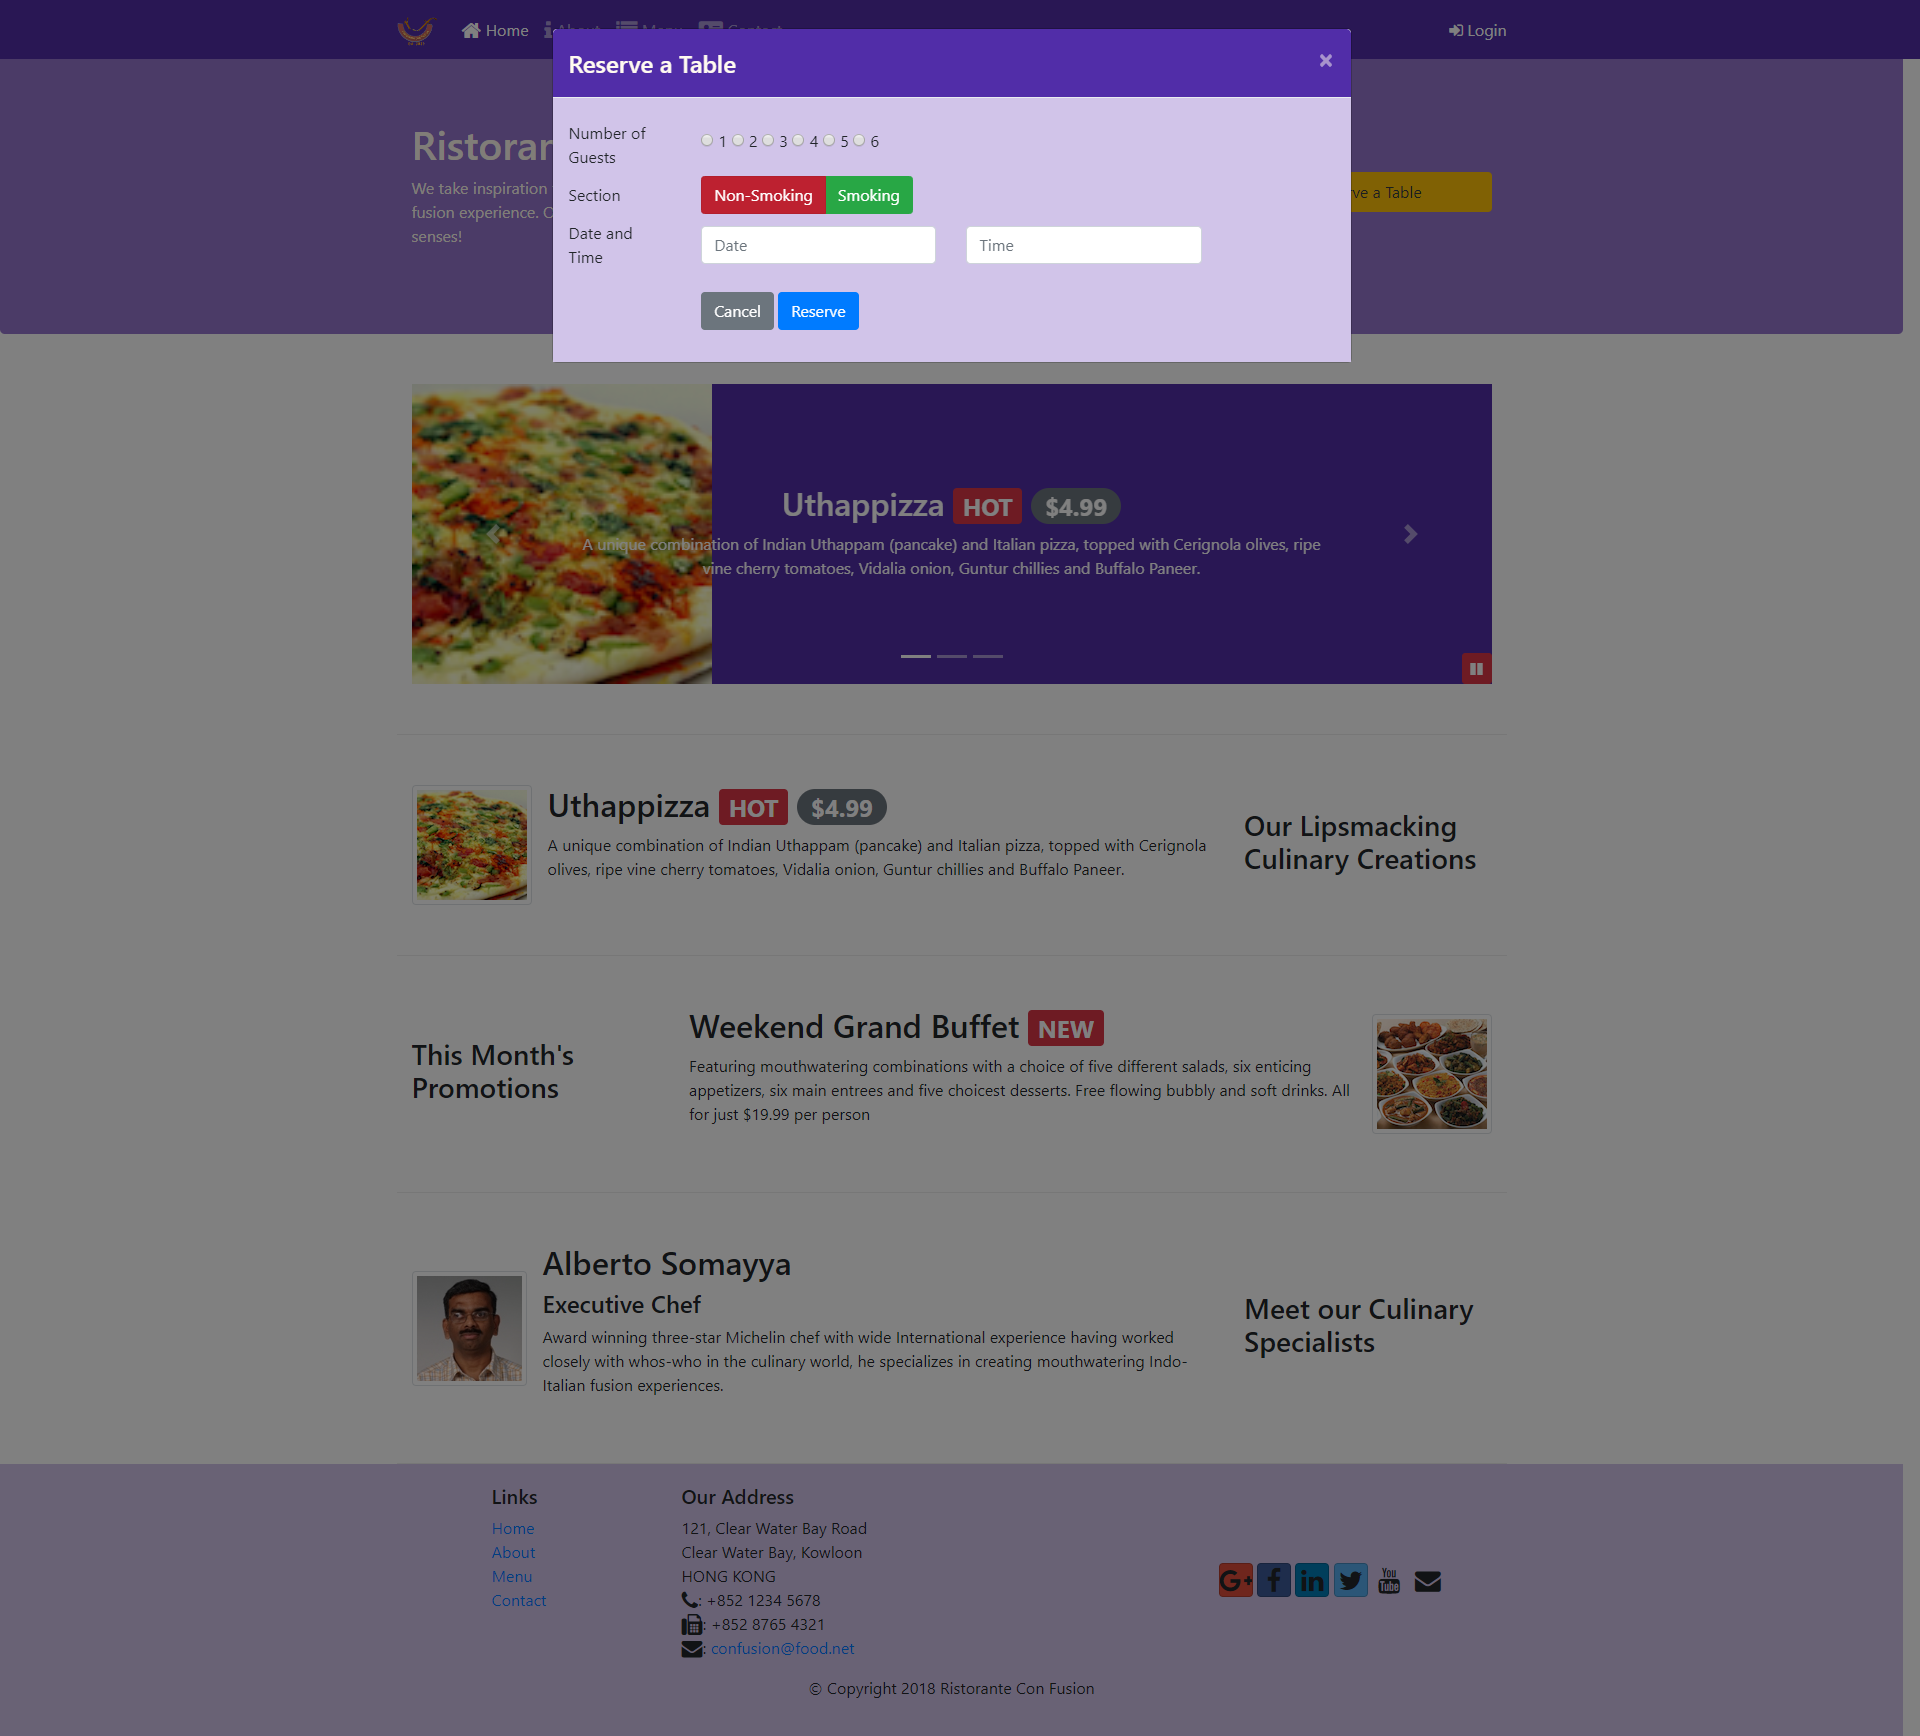 Home About Menu Contact Login
Reserve a Table ×
Number of
Guests
1 2 3 4 5 6
Section Non-Smoking Smoking
Date and
Time
Date Time
Cancel Reserve
Ristoran
We take inspiration
fusion experience.
senses!
ve a Table
Uthappizza HOT $4.99
A unique combination of Indian Uthappam (pancake) and Italian pizza, topped with Cerignola olives, ripe
vine cherry tomatoes, Vidalia onion, Guntur chillies and Buffalo Paneer.
Uthappizza HOT $4.99
A unique combination of Indian Uthappam (pancake) and Italian pizza, topped with Cerignola
olives, ripe vine cherry tomatoes, Vidalia onion, Guntur chillies and Buffalo Paneer.
Our Lipsmacking
Culinary Creations
This Month's
Promotions
Weekend Grand Buffet NEW
Featuring mouthwatering combinations with a choice of five different salads, six enticing
appetizers, six main entrees and five choicest desserts. Free flowing bubbly and soft drinks. All
for just $19.99 per person
Alberto Somayya
Executive Chef
Award winning three-star Michelin chef with wide International experience having worked
closely with whos-who in the culinary world, he specializes in creating mouthwatering Indo-
Italian fusion experiences.
Meet our Culinary
Specialists
Links
Home
About
Menu
Contact
Our Address
121, Clear Water Bay Road
Clear Water Bay, Kowloon
HONG KONG
: +852 1234 5678
: +852 8765 4321
: confusion@food.net
G+ f in You
Tube
© Copyright 2018 Ristorante Con Fusion